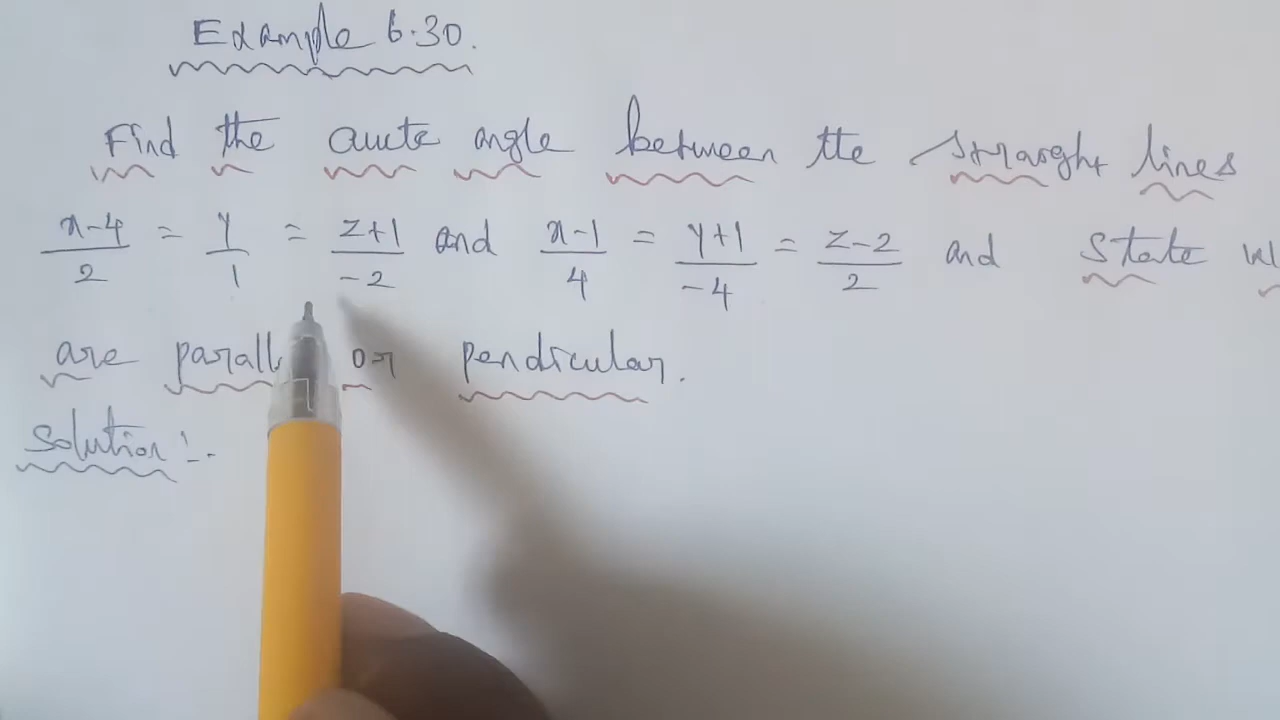 Example 6.30.
Find the acute angle between the straight lines
x-4/2 = y/1 = z+1/-2 and x-1/4 = y+1/-4 = z-2/2 and state
are parall or pendicular.
Solution:-